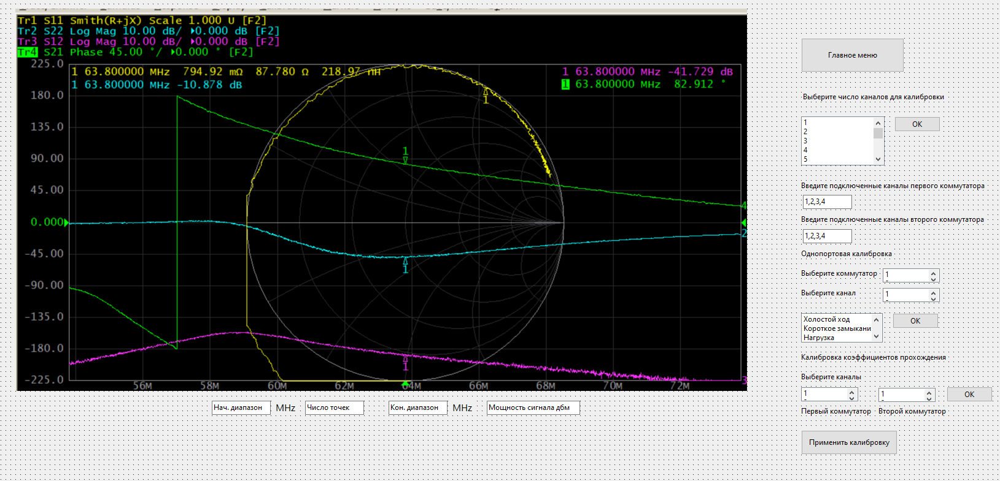 Tr1 S11 Smith(R+jX) Scale 1.000 U [F2]
Tr2 S22 Log Mag 10.00 dB/ 0.000 dB [F2]
Tr3 S12 Log Mag 10.00 dB/ 0.000 dB [F2]
Tr4 S21 Phase 45.00 °/ 0.000 ° [F2]
225.0
180.0
135.0
90.00
45.00
0.000
-45.00
-90.00
-135.0
-180.0
-225.0
1 63.800000 MHz 794.92 mΩ 87.780 Ω 218.97 nH
1 63.800000 MHz -10.878 dB
1 63.800000 MHz -41.729 dB
1 63.800000 MHz 82.912 °
1
1
1
1
4
2
3
56M 58M 60M 62M 64M 66M 68M 70M 72M
Нач. диапазон MHz Число точек Кон. диапазон MHz Мощность сигнала дбм
Главное меню
Выберите число каналов для калибровки
1
2
3
4
5
OK
Введите подключенные каналы первого коммутатора
1,2,3,4
Введите подключенные каналы второго коммутатора
1,2,3,4
Однопортовая калибровка
Выберите коммутатор 1
Выберите канал 1
Холостой ход
Короткое замыкани
Нагрузка
OK
Калибровка коэффициентов прохождения
Выберите каналы
1 1 OK
Первый коммутатор Второй коммутатор
Применить калибровку